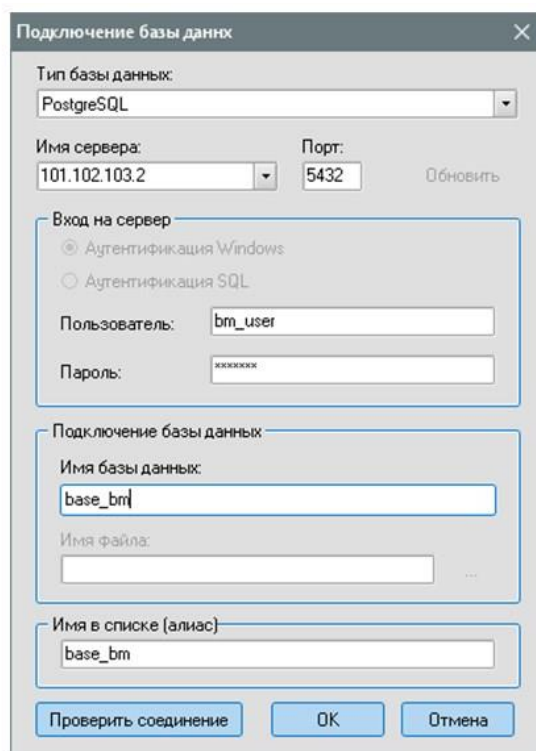 Подключение базы даннх
Тип базы данных:
PostgreSQL
Имя сервера: Порт:
101.102.103.2 5432 Обновить
Вход на сервер
Аутентификация Windows
Аутентификация SQL
Пользователь: bm_user
Пароль: *******
Подключение базы данных
Имя базы данных:
base_bm
Имя файла:
...
Имя в списке (алиас)
base_bm
Проверить соединение OK Отмена